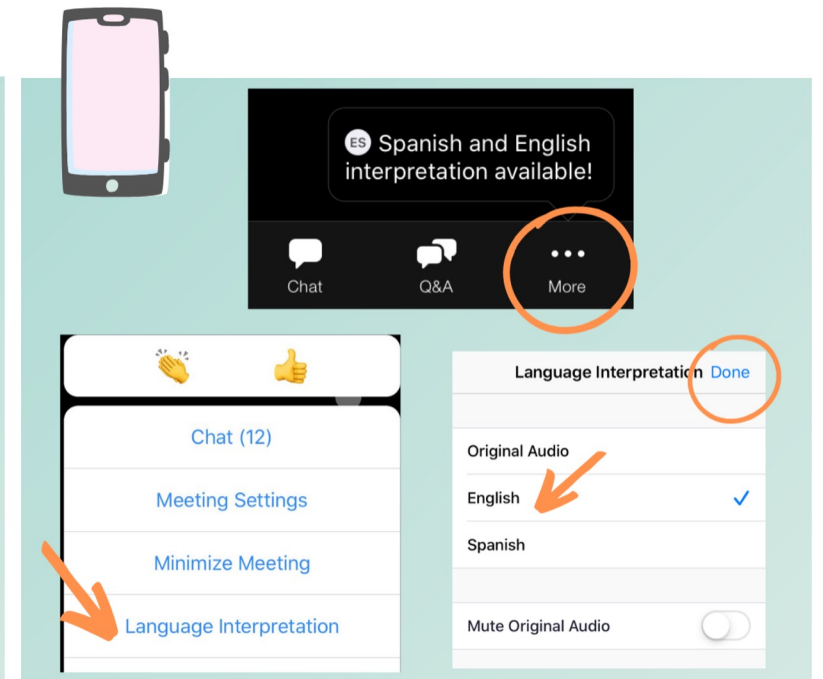 ES Spanish and English
interpretation available!
Chat
Q&A
More
Chat (12)
Meeting Settings
Minimize Meeting
Language Interpretation
Language Interpretation Done
Original Audio
English
Spanish
Mute Original Audio